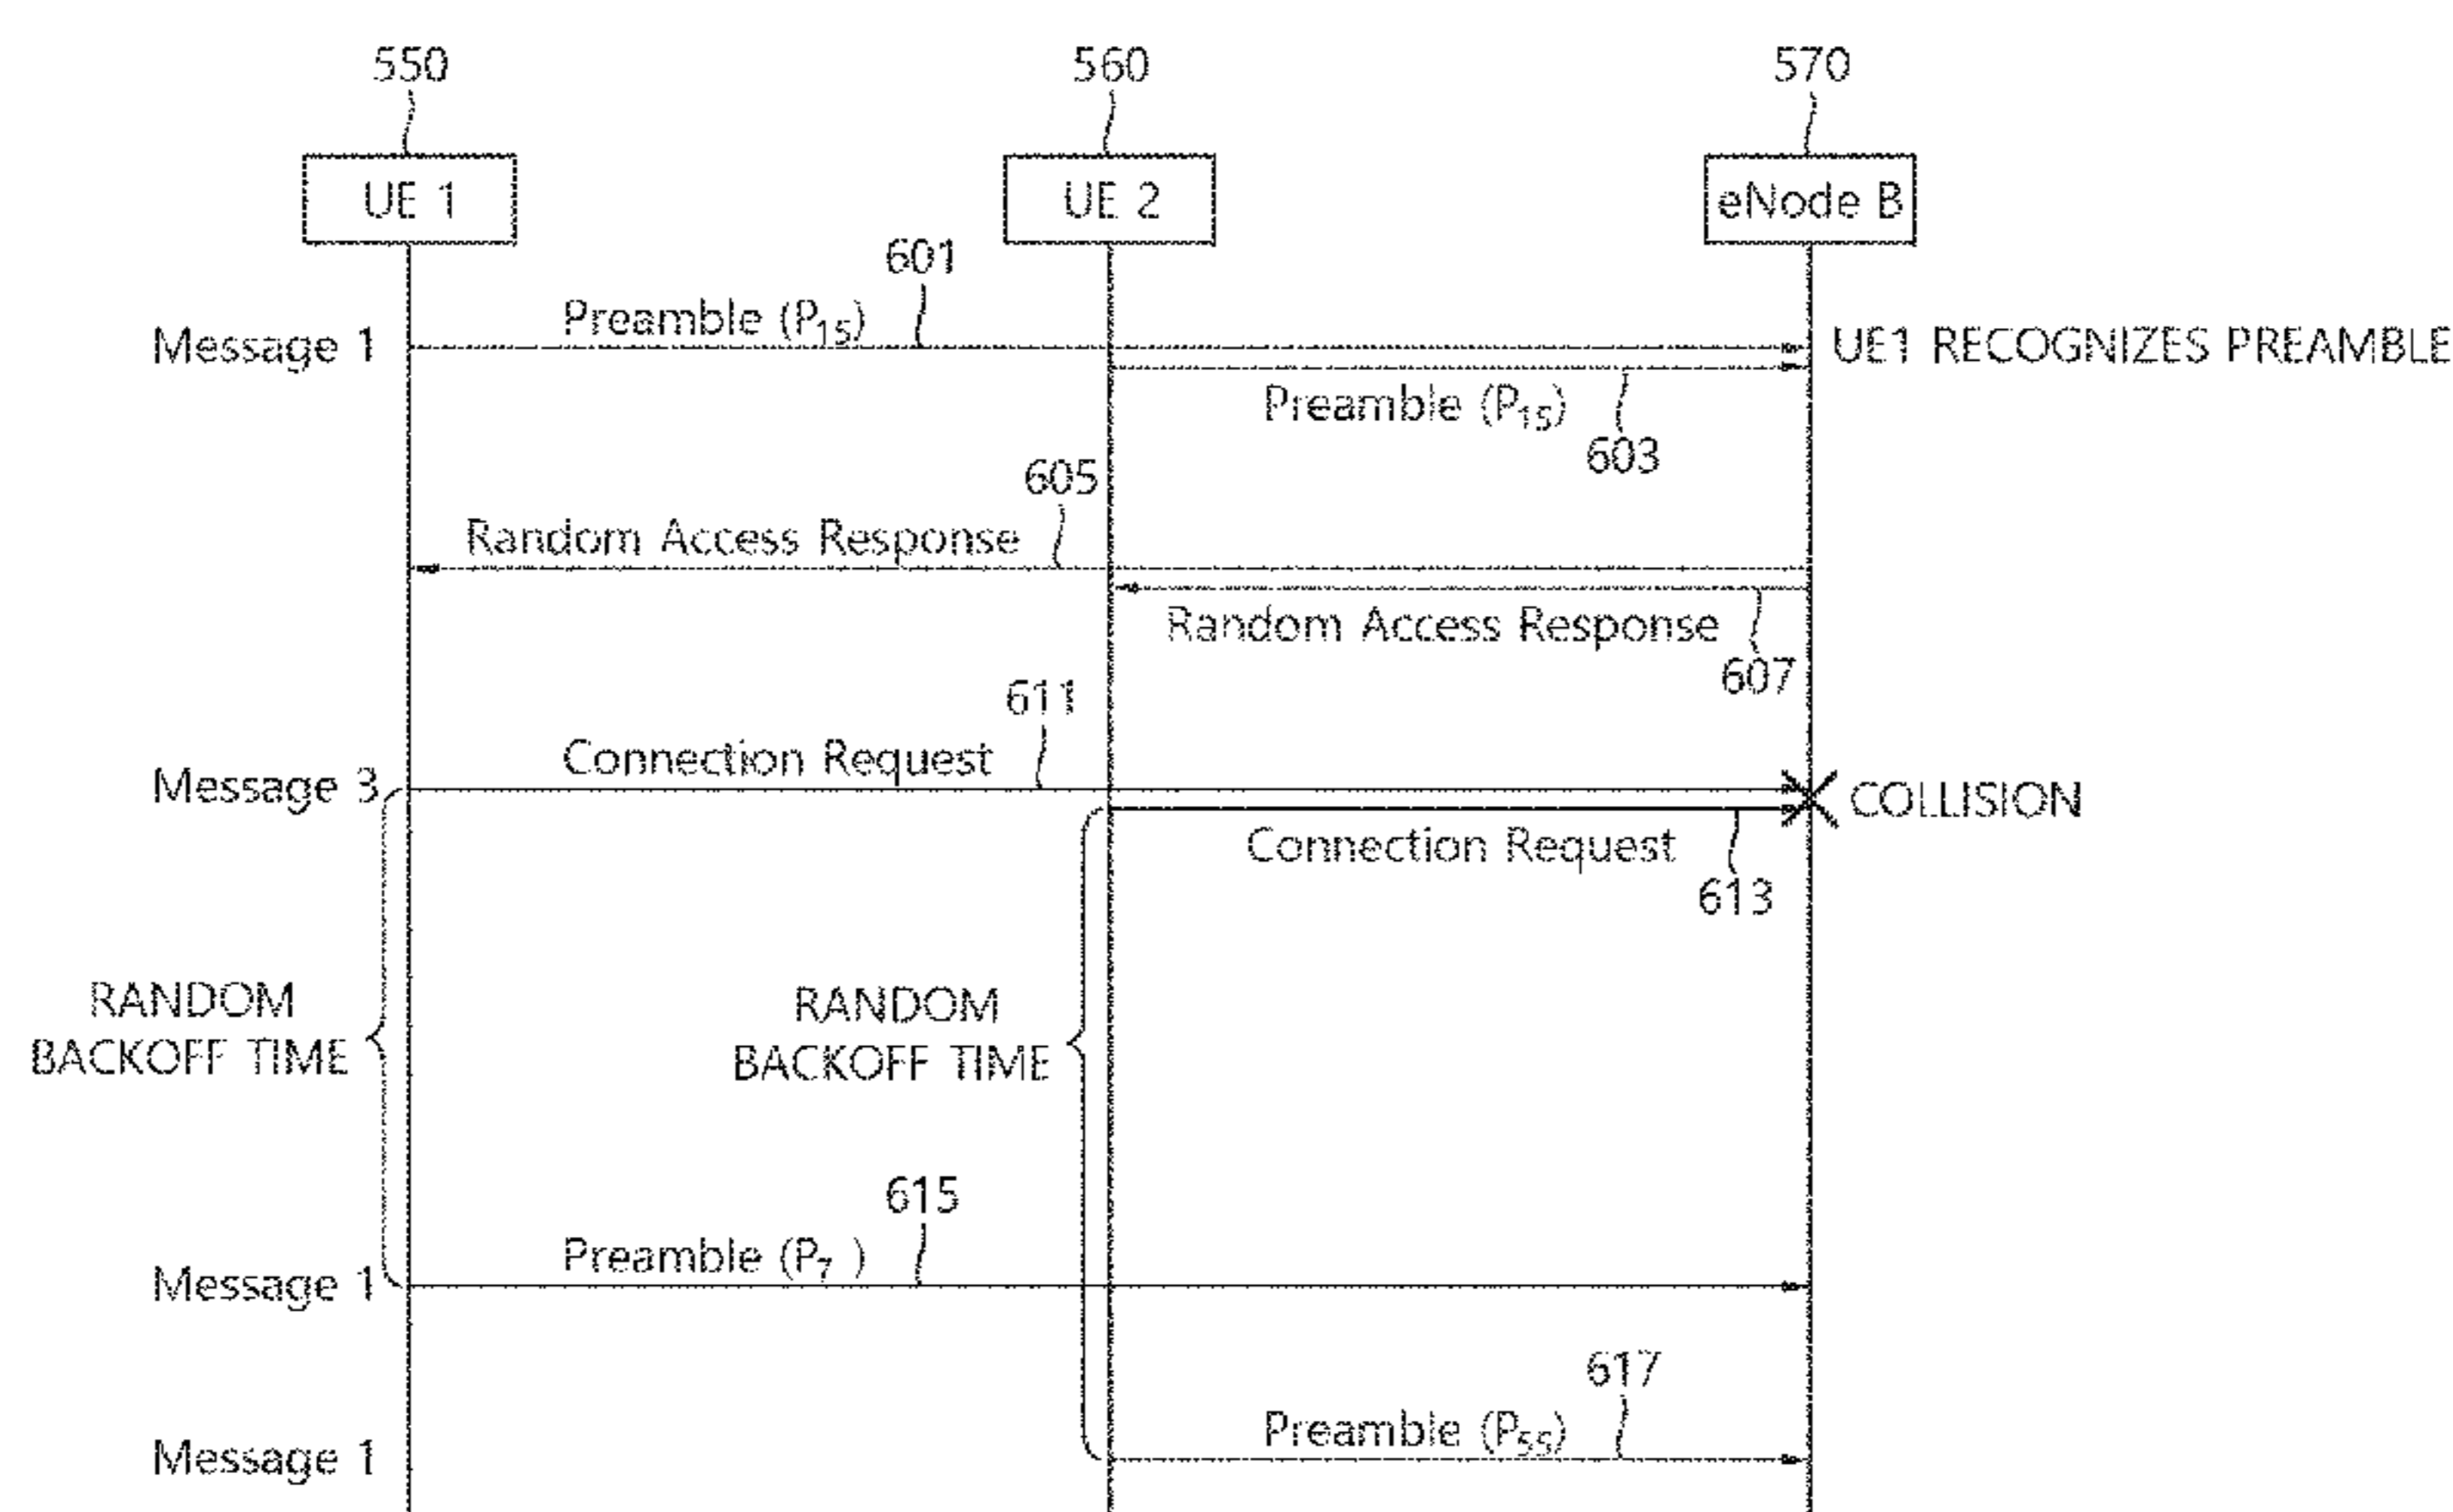 550
560
570
UE 1
UE 2
eNode B
601
Preamble (P15)
Message 1
UE1 RECOGNIZES PREAMBLE
Preamble (P15)
603
605
Random Access Response
Random Access Response
607
611
Connection Request
Message 3
COLLISION
Connection Request
613
RANDOM
BACKOFF TIME
RANDOM
BACKOFF TIME
615
Preamble (P7 )
Message 1
617
Preamble (P55)
Message 1